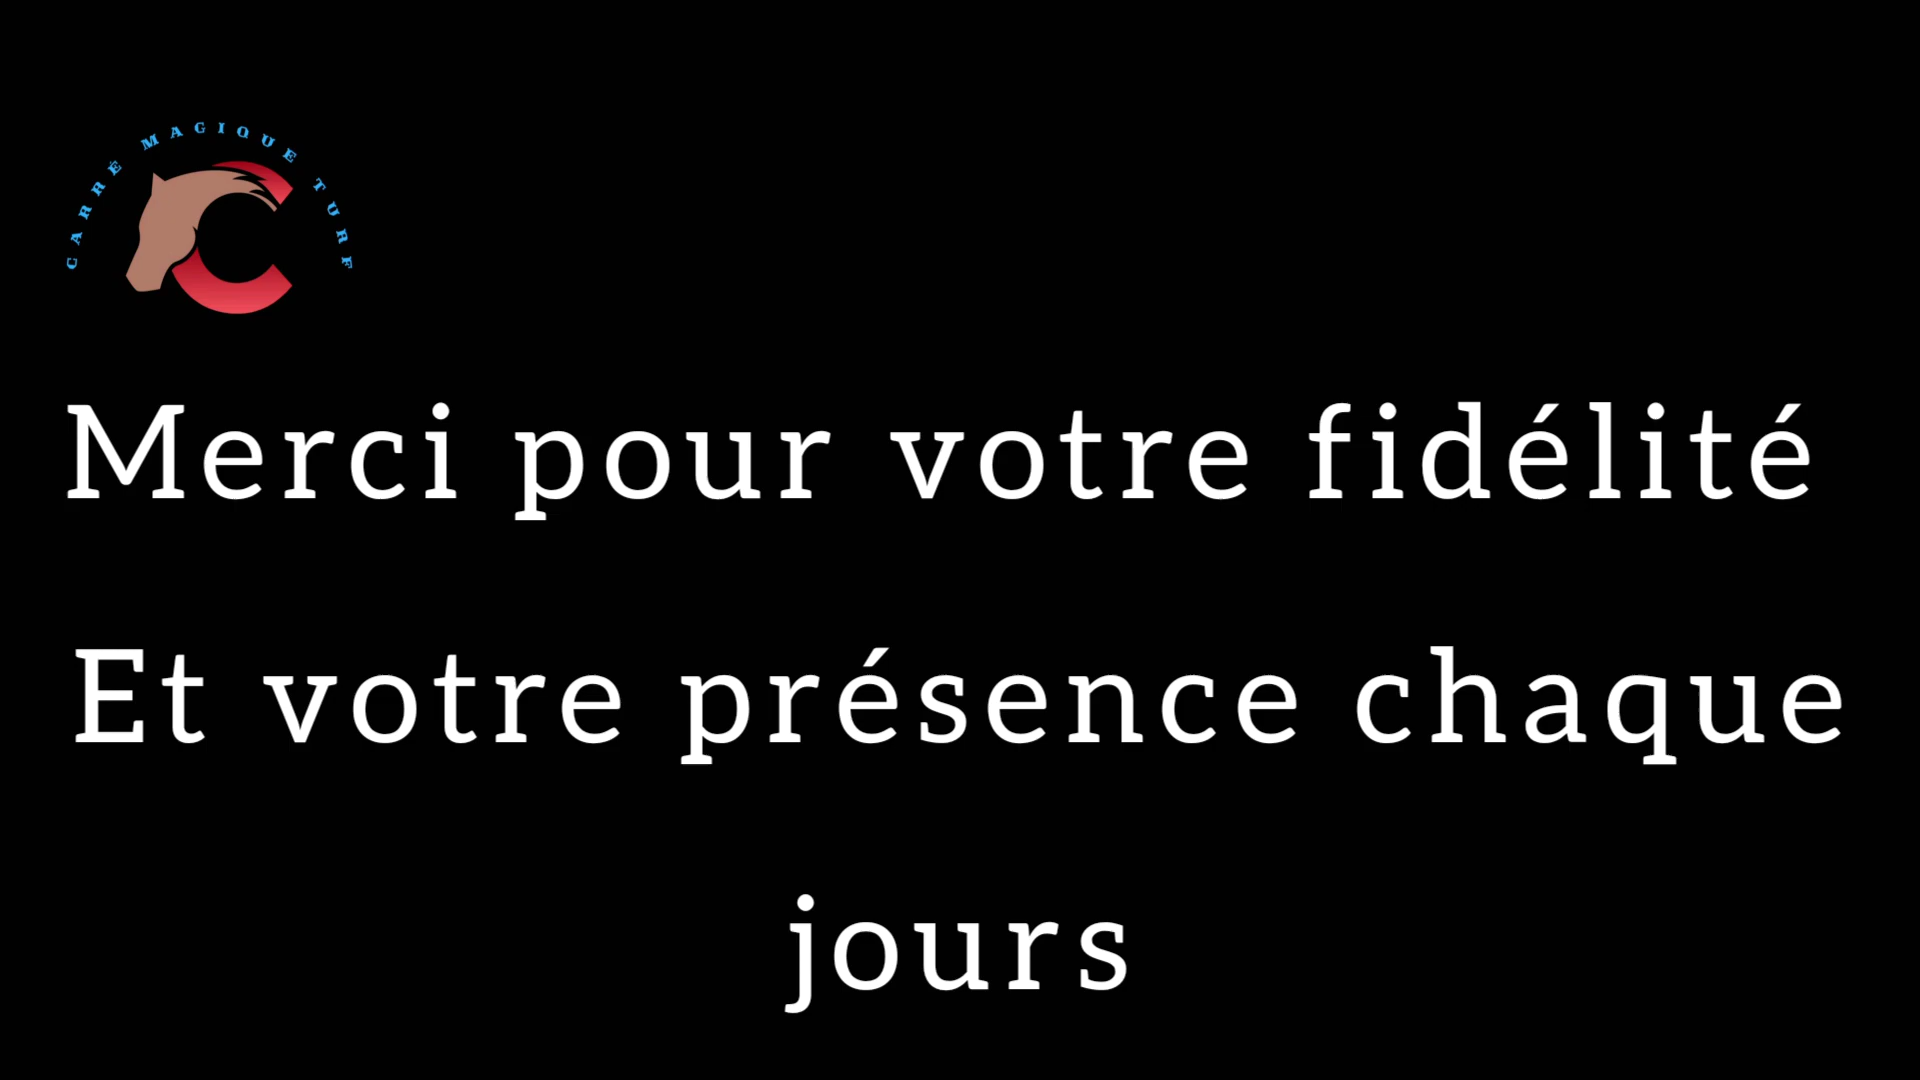 CARRÉ MAGIQUE TURF
Merci pour votre fidélité
Et votre présence chaque
jours